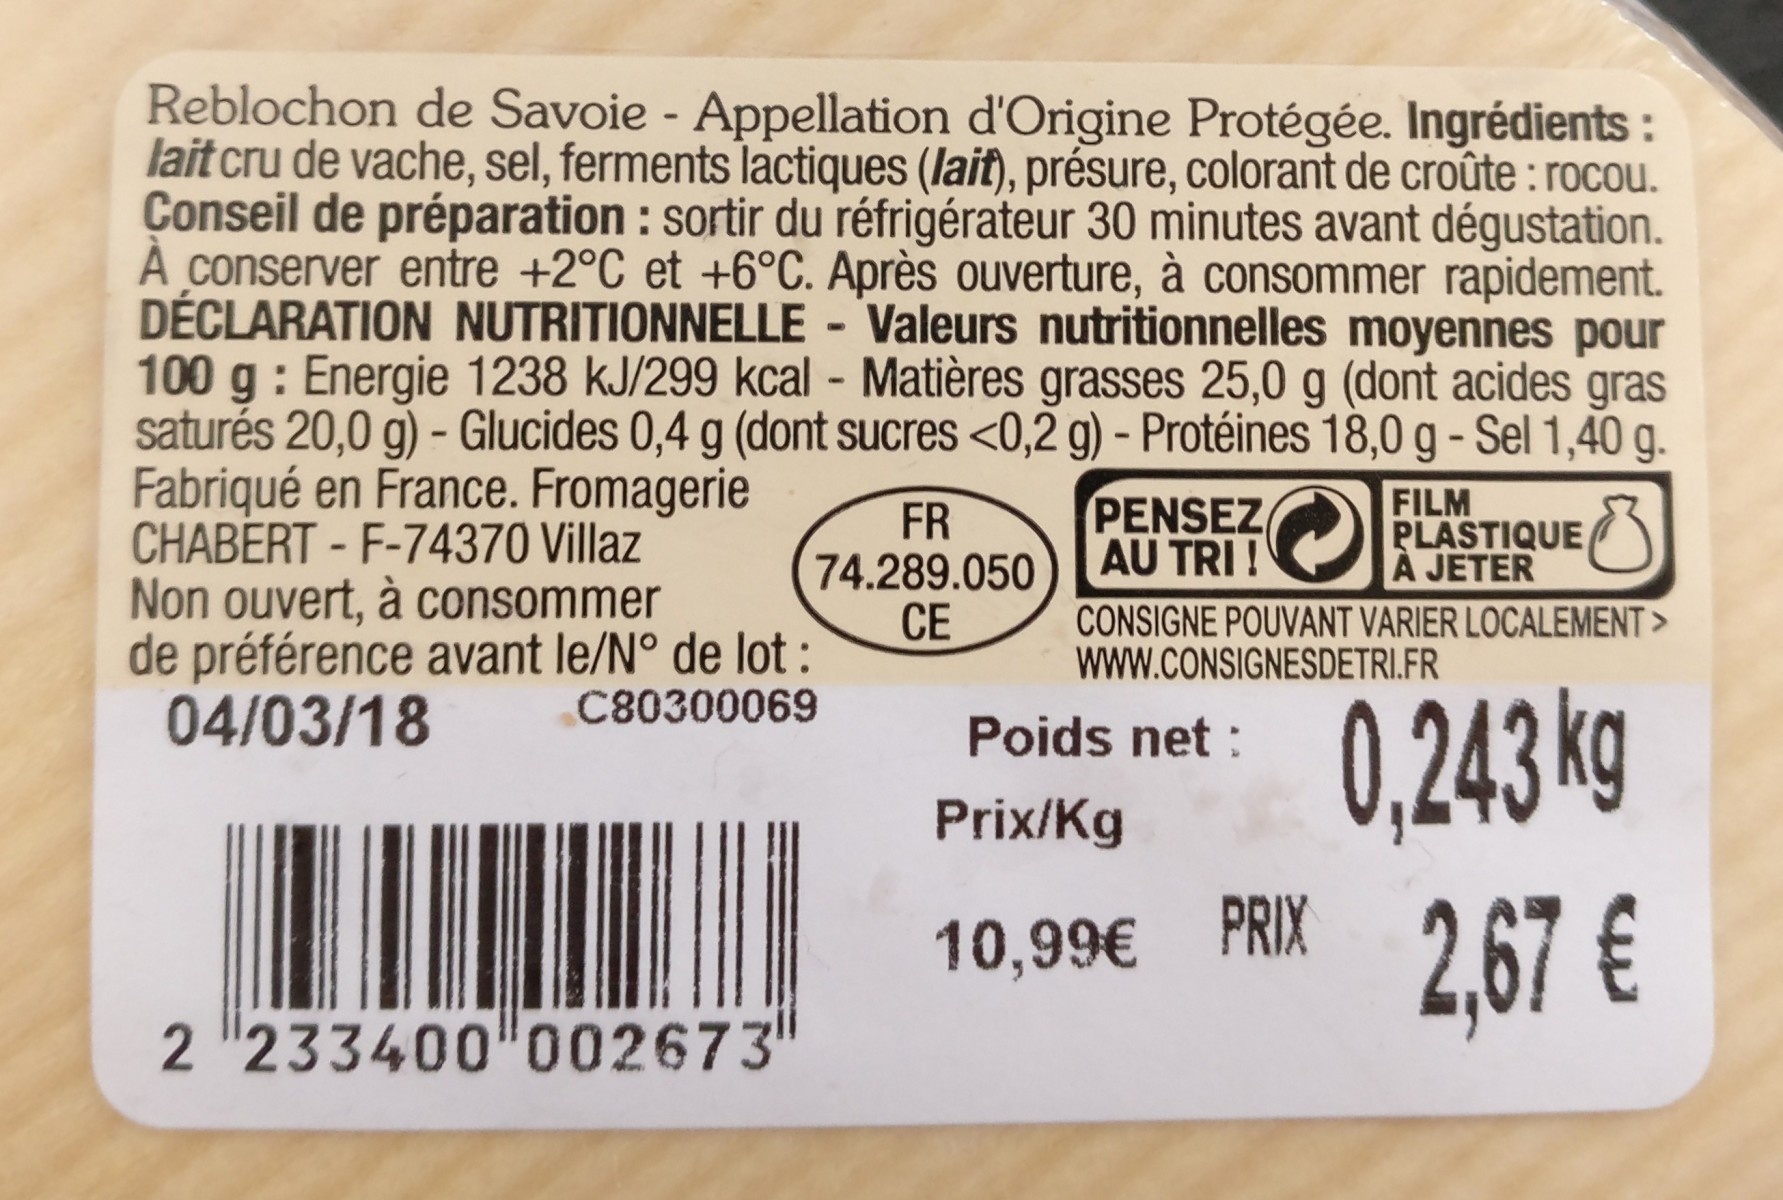 Reblochon de Savoie - Appellation d'Origine Protégée. Ingrédients :
lait cru de vache, sel, ferments lactiques (lait), présure, colorant de croûte : rocou.
Conseil de préparation : sortir du réfrigérateur 30 minutes avant dégustation.
À conserver entre +2°C et +6°C. Après ouverture, à consommer rapidement.
DÉCLARATION NUTRITIONNELLE - Valeurs nutritionnelles moyennes pour
100 g : Energie 1238 kJ/299 kcal - Matières grasses 25,0 g (dont acides gras
saturés 20,0 g) - Glucides 0,4 g (dont sucres <0,2 g) - Protéines 18,0 g - Sel 1,40 g.
Fabriqué en France. Fromagerie
CHABERT - F-74370 Villaz
Non ouvert, à consommer
de préférence avant le/N° de lot :
FR
74.289.050
CE
PENSEZ
AU TRI !
FILM
PLASTIQUE
À JETER
CONSIGNE POUVANT VARIER LOCALEMENT >
WWW.CONSIGNESDETRI.FR
04/03/18 C80300069
Poids net : 0,243 kg
Prix/Kg
10,99€ PRIX 2,67 €
2 233400 002673